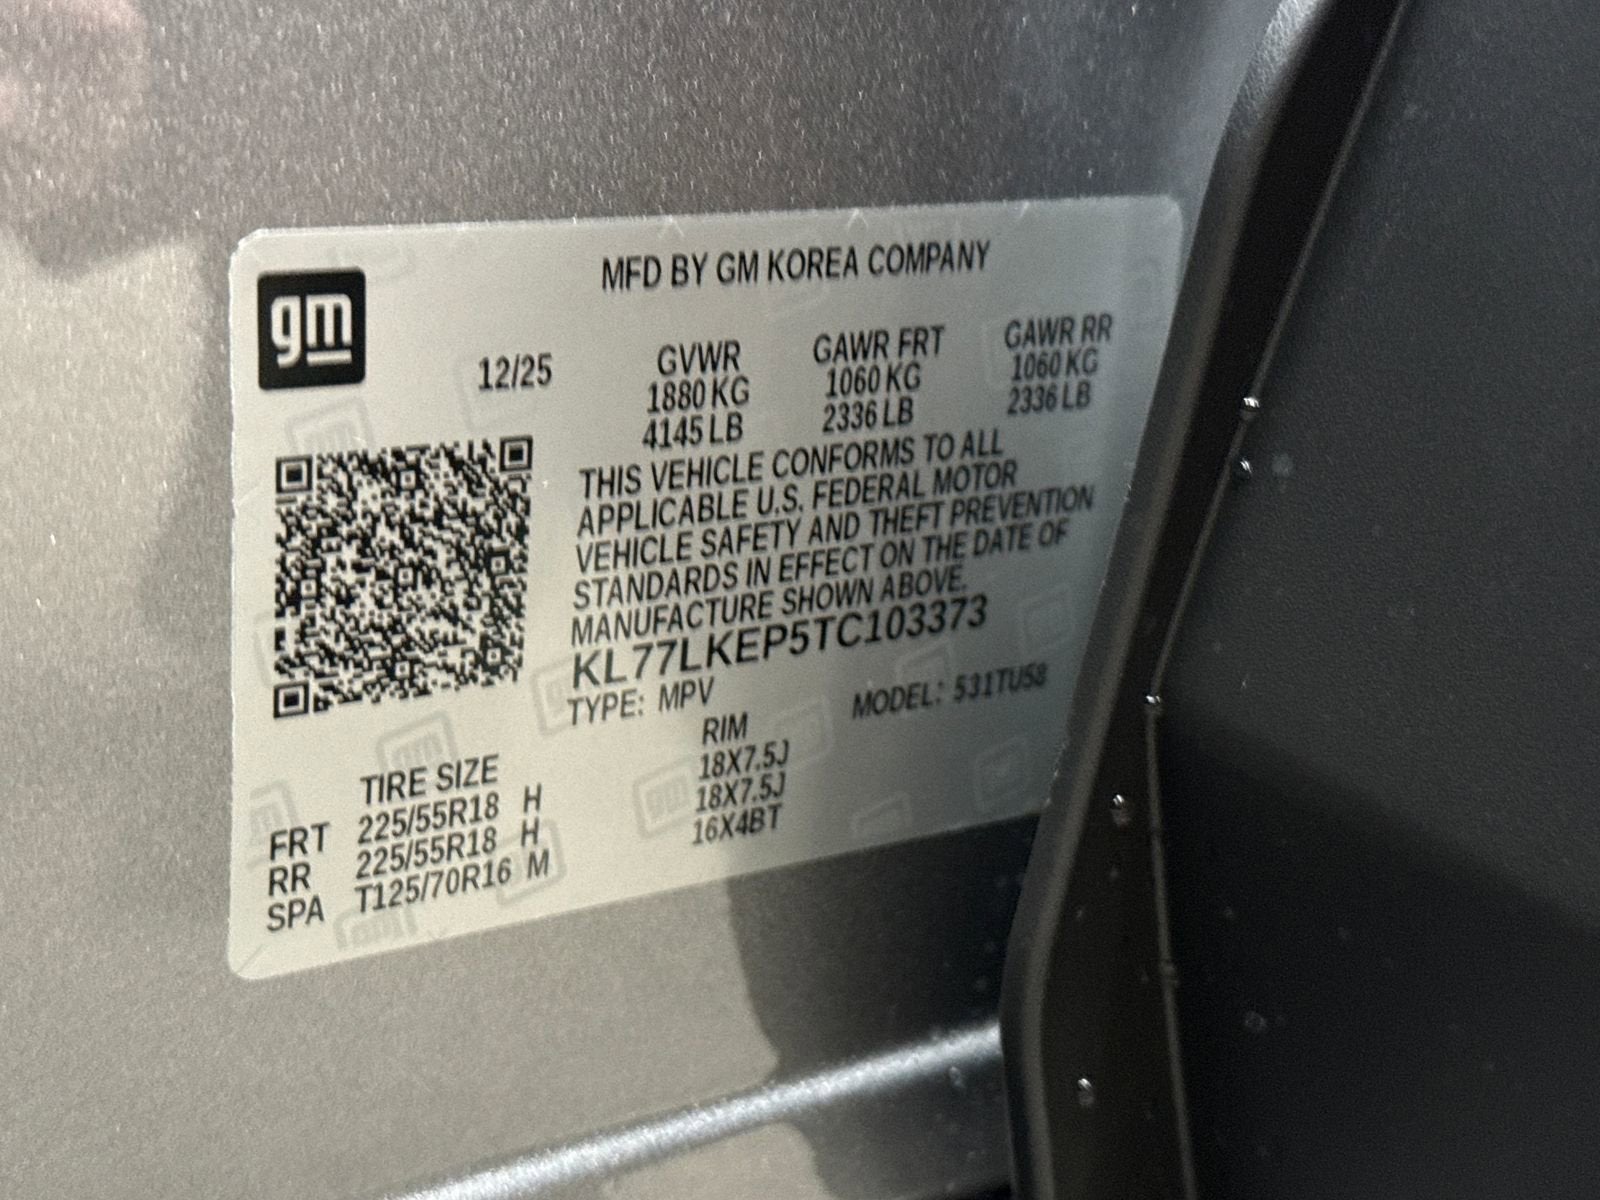 gm
MFD BY GM KOREA COMPANY
12/25
GVWR GAWR FRT GAWR RR
1880 KG 1060 KG 1060 KG
4145 LB 2336 LB 2336 LB
THIS VEHICLE CONFORMS TO ALL
APPLICABLE U.S. FEDERAL MOTOR
VEHICLE SAFETY AND THEFT PREVENTION
STANDARDS IN EFFECT ON THE DATE OF
MANUFACTURE SHOWN ABOVE.
KL77LKEP5TC103373
TYPE: MPV MODEL: 531TU58
TIRE SIZE RIM
FRT 225/55R18 H 18X7.5J
RR 225/55R18 H 18X7.5J
SPA T125/70R16 M 16X4BT